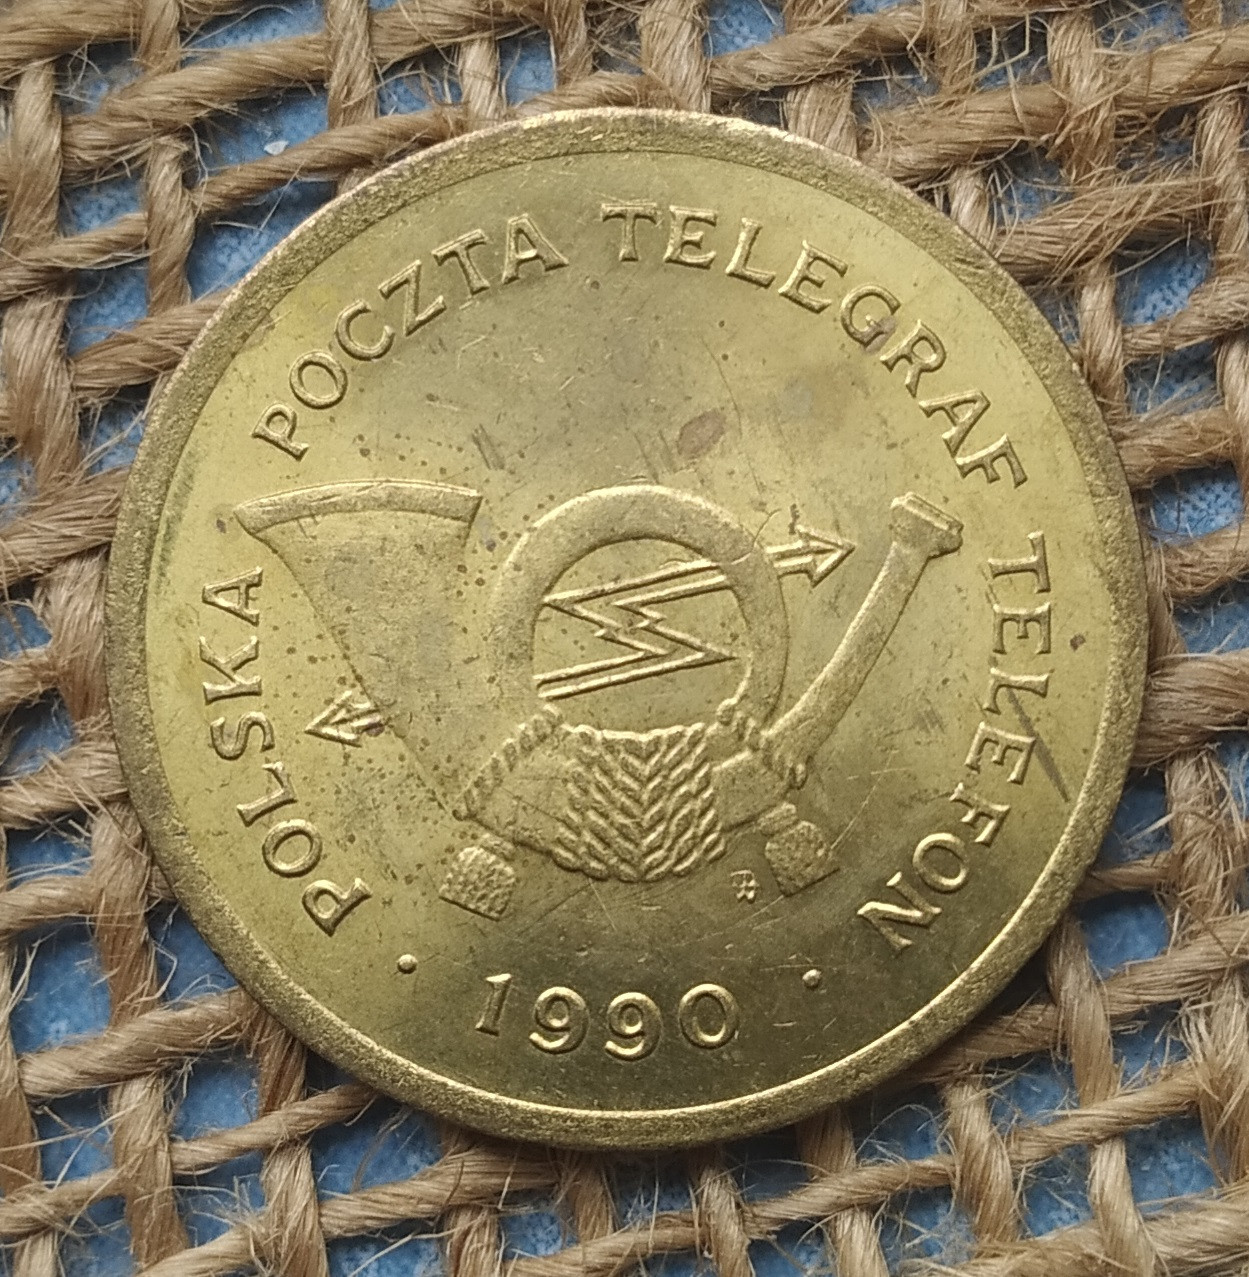 POLSKA POCZTA TELEGRAF TELEFON
· 1990 ·